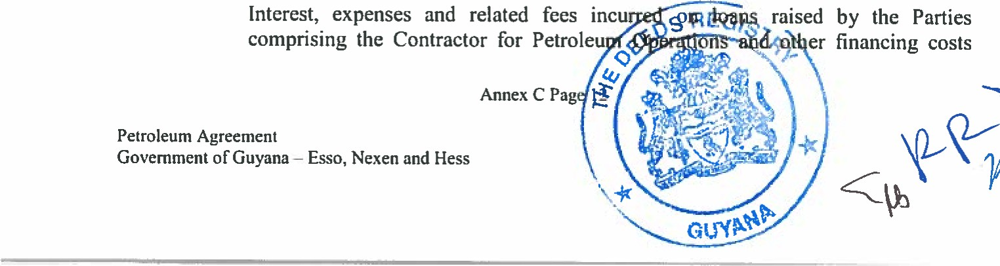 Interest, expenses and related fees incurred on loans raised by the Parties
comprising the Contractor for Petroleum Operations and other financing costs
Annex C Page
Petroleum Agreement
Government of Guyana – Esso, Nexen and Hess
THE DEEDS REGISTRY
GUYANA
RR